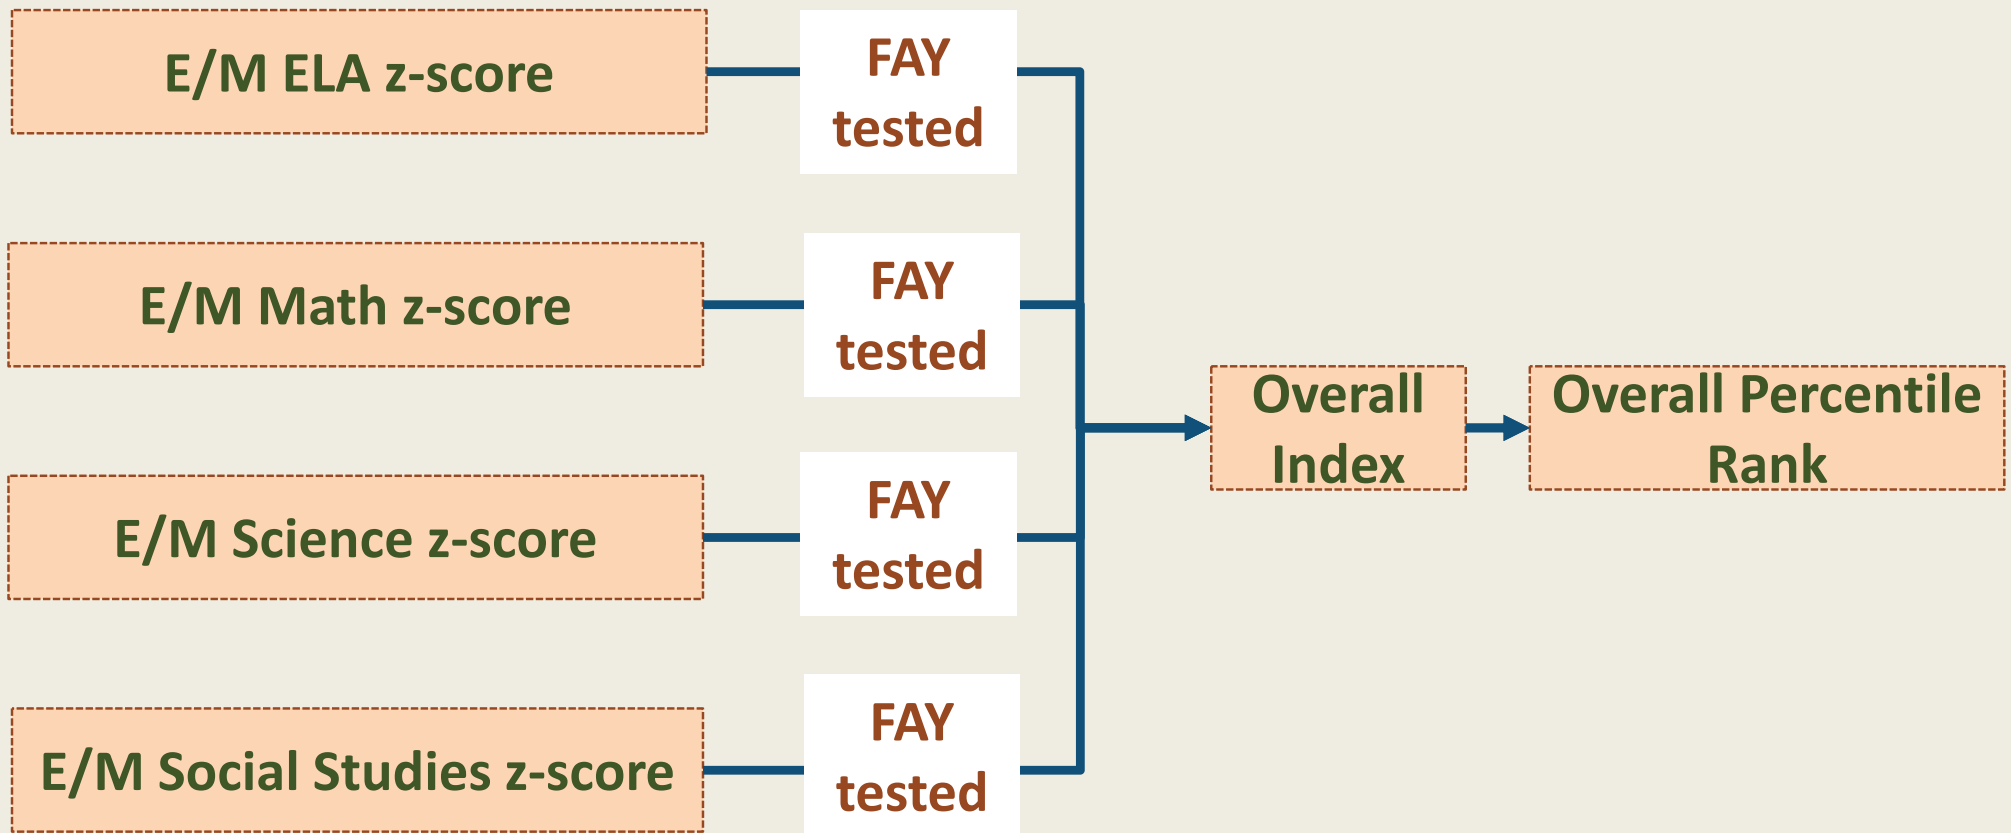 E/M ELA z-score
FAY
tested
E/M Math z-score
FAY
tested
E/M Science z-score
FAY
tested
E/M Social Studies z-score
FAY
tested
Overall
Index
Overall Percentile
Rank